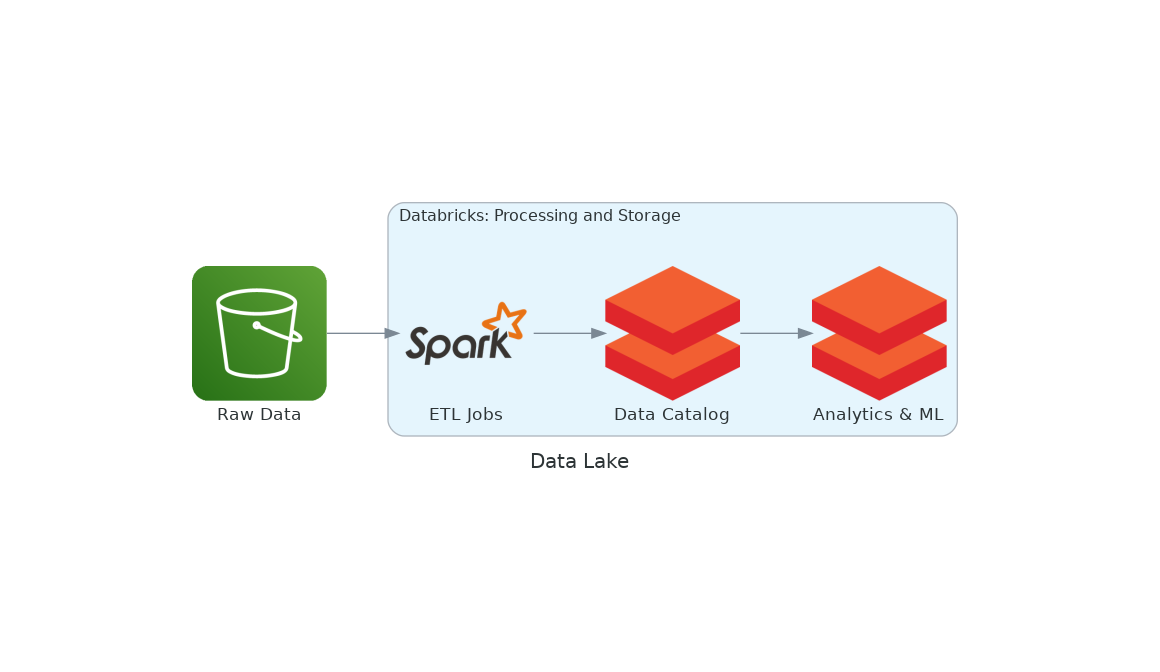 Databricks: Processing and Storage
Spark
Raw Data
ETL Jobs
Data Catalog
Analytics & ML
Data Lake